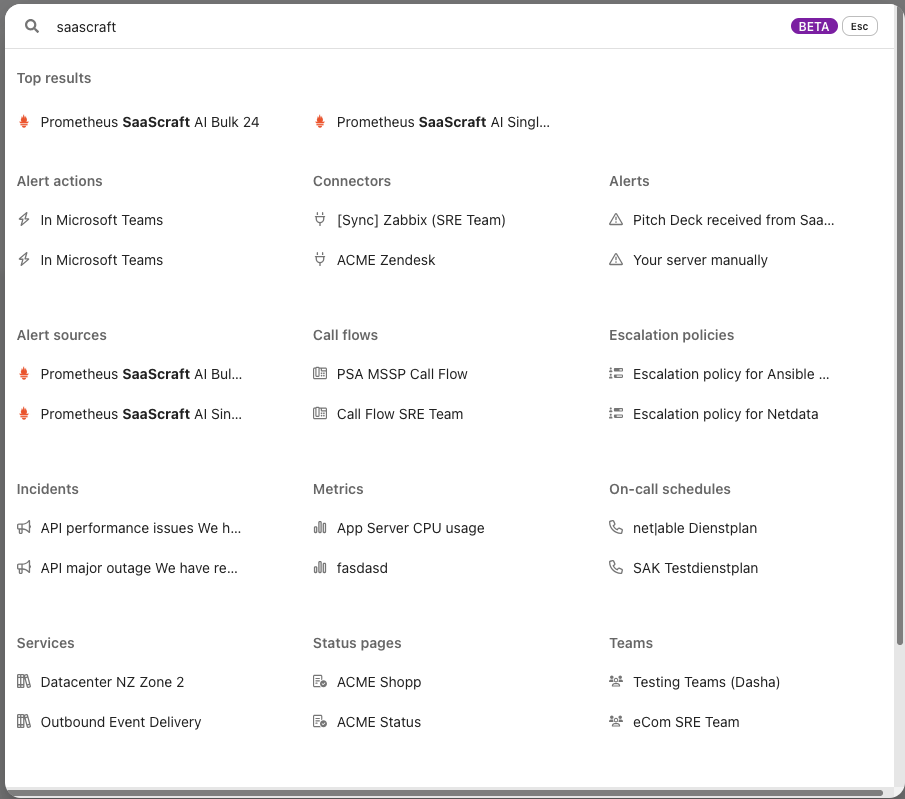 saascraft
BETA
Esc
Top results
Prometheus SaaScraft AI Bulk 24
Prometheus SaaScraft AI Singl...
Alert actions
Connectors
Alerts
In Microsoft Teams
[Sync] Zabbix (SRE Team)
Pitch Deck received from Saa...
In Microsoft Teams
ACME Zendesk
Your server manually
Alert sources
Call flows
Escalation policies
Prometheus SaaScraft AI Bul...
PSA MSSP Call Flow
Escalation policy for Ansible ...
Prometheus SaaScraft AI Sin...
Call Flow SRE Team
Escalation policy for Netdata
Incidents
Metrics
On-call schedules
API performance issues We h...
App Server CPU usage
net|able Dienstplan
API major outage We have re...
fasdasd
SAK Testdienstplan
Services
Status pages
Teams
Datacenter NZ Zone 2
ACME Shopp
Testing Teams (Dasha)
Outbound Event Delivery
ACME Status
eCom SRE Team